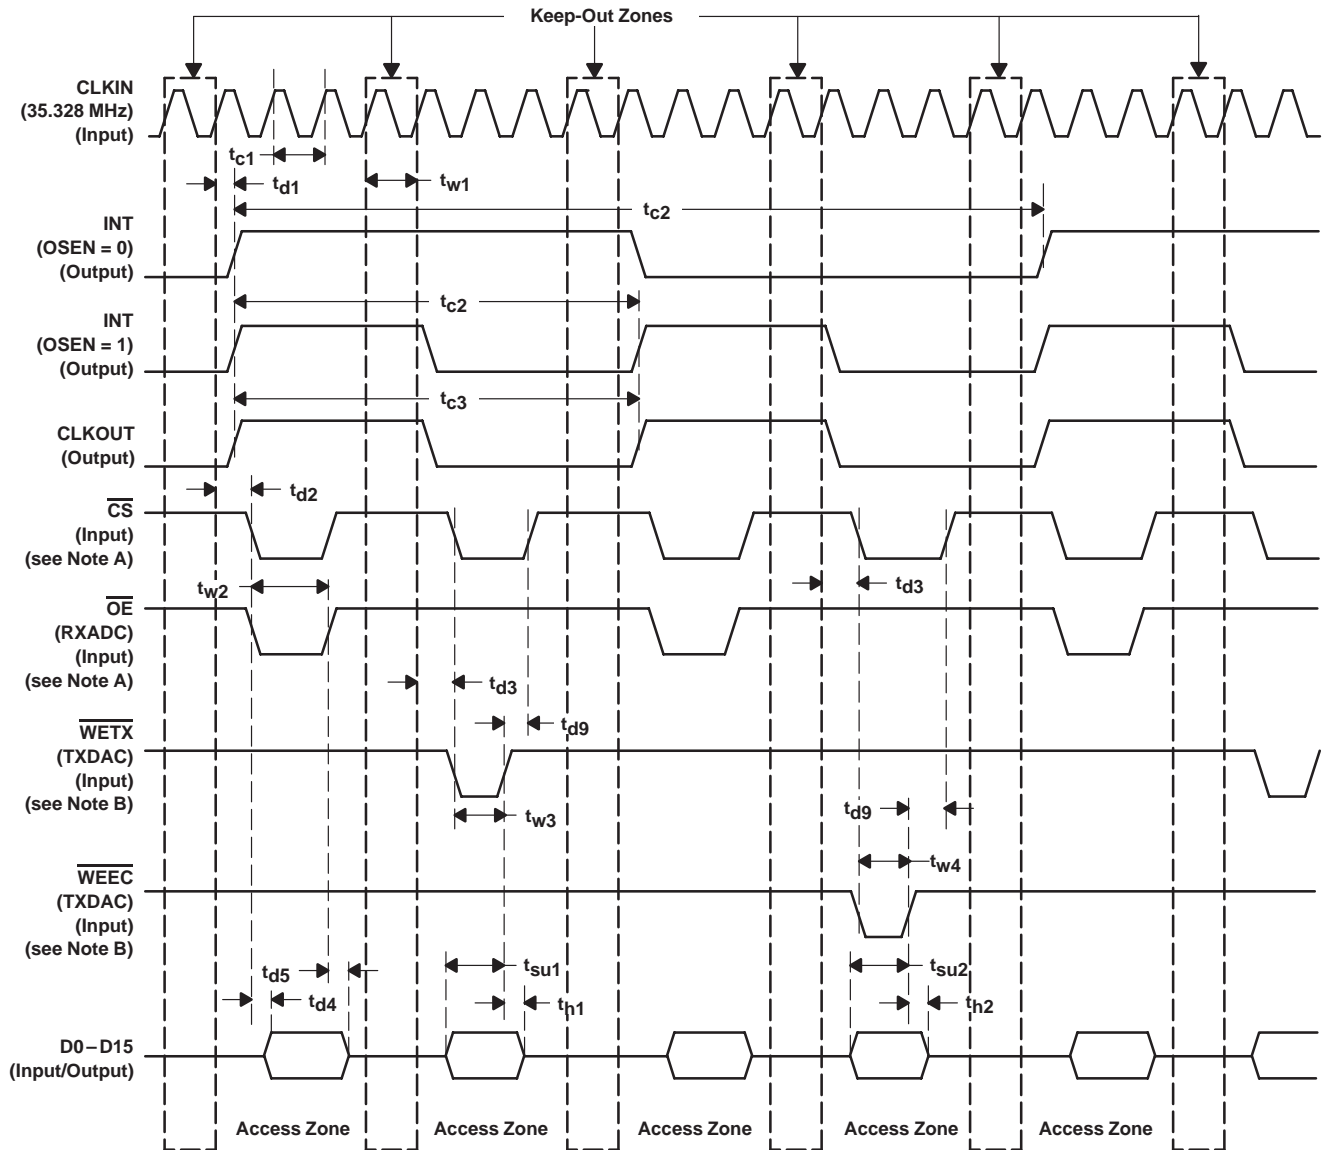 Keep-Out Zones
CLKIN
(35.328 MHz)
(Input)
tc1
td1
tw1
tc2
INT
(OSEN = 0)
(Output)
tc2
INT
(OSEN = 1)
(Output)
tc3
CLKOUT
(Output)
td2
CS
(Input)
(see Note A)
tw2
td3
OE
(RXADC)
(Input)
(see Note A)
td3
td9
WETX
(TXDAC)
(Input)
(see Note B)
tw3
td9
tw4
WEEC
(TXDAC)
(Input)
(see Note B)
td5
tsu1
tsu2
td4
th1
th2
D0–D15
(Input/Output)
Access Zone
Access Zone
Access Zone
Access Zone
Access Zone